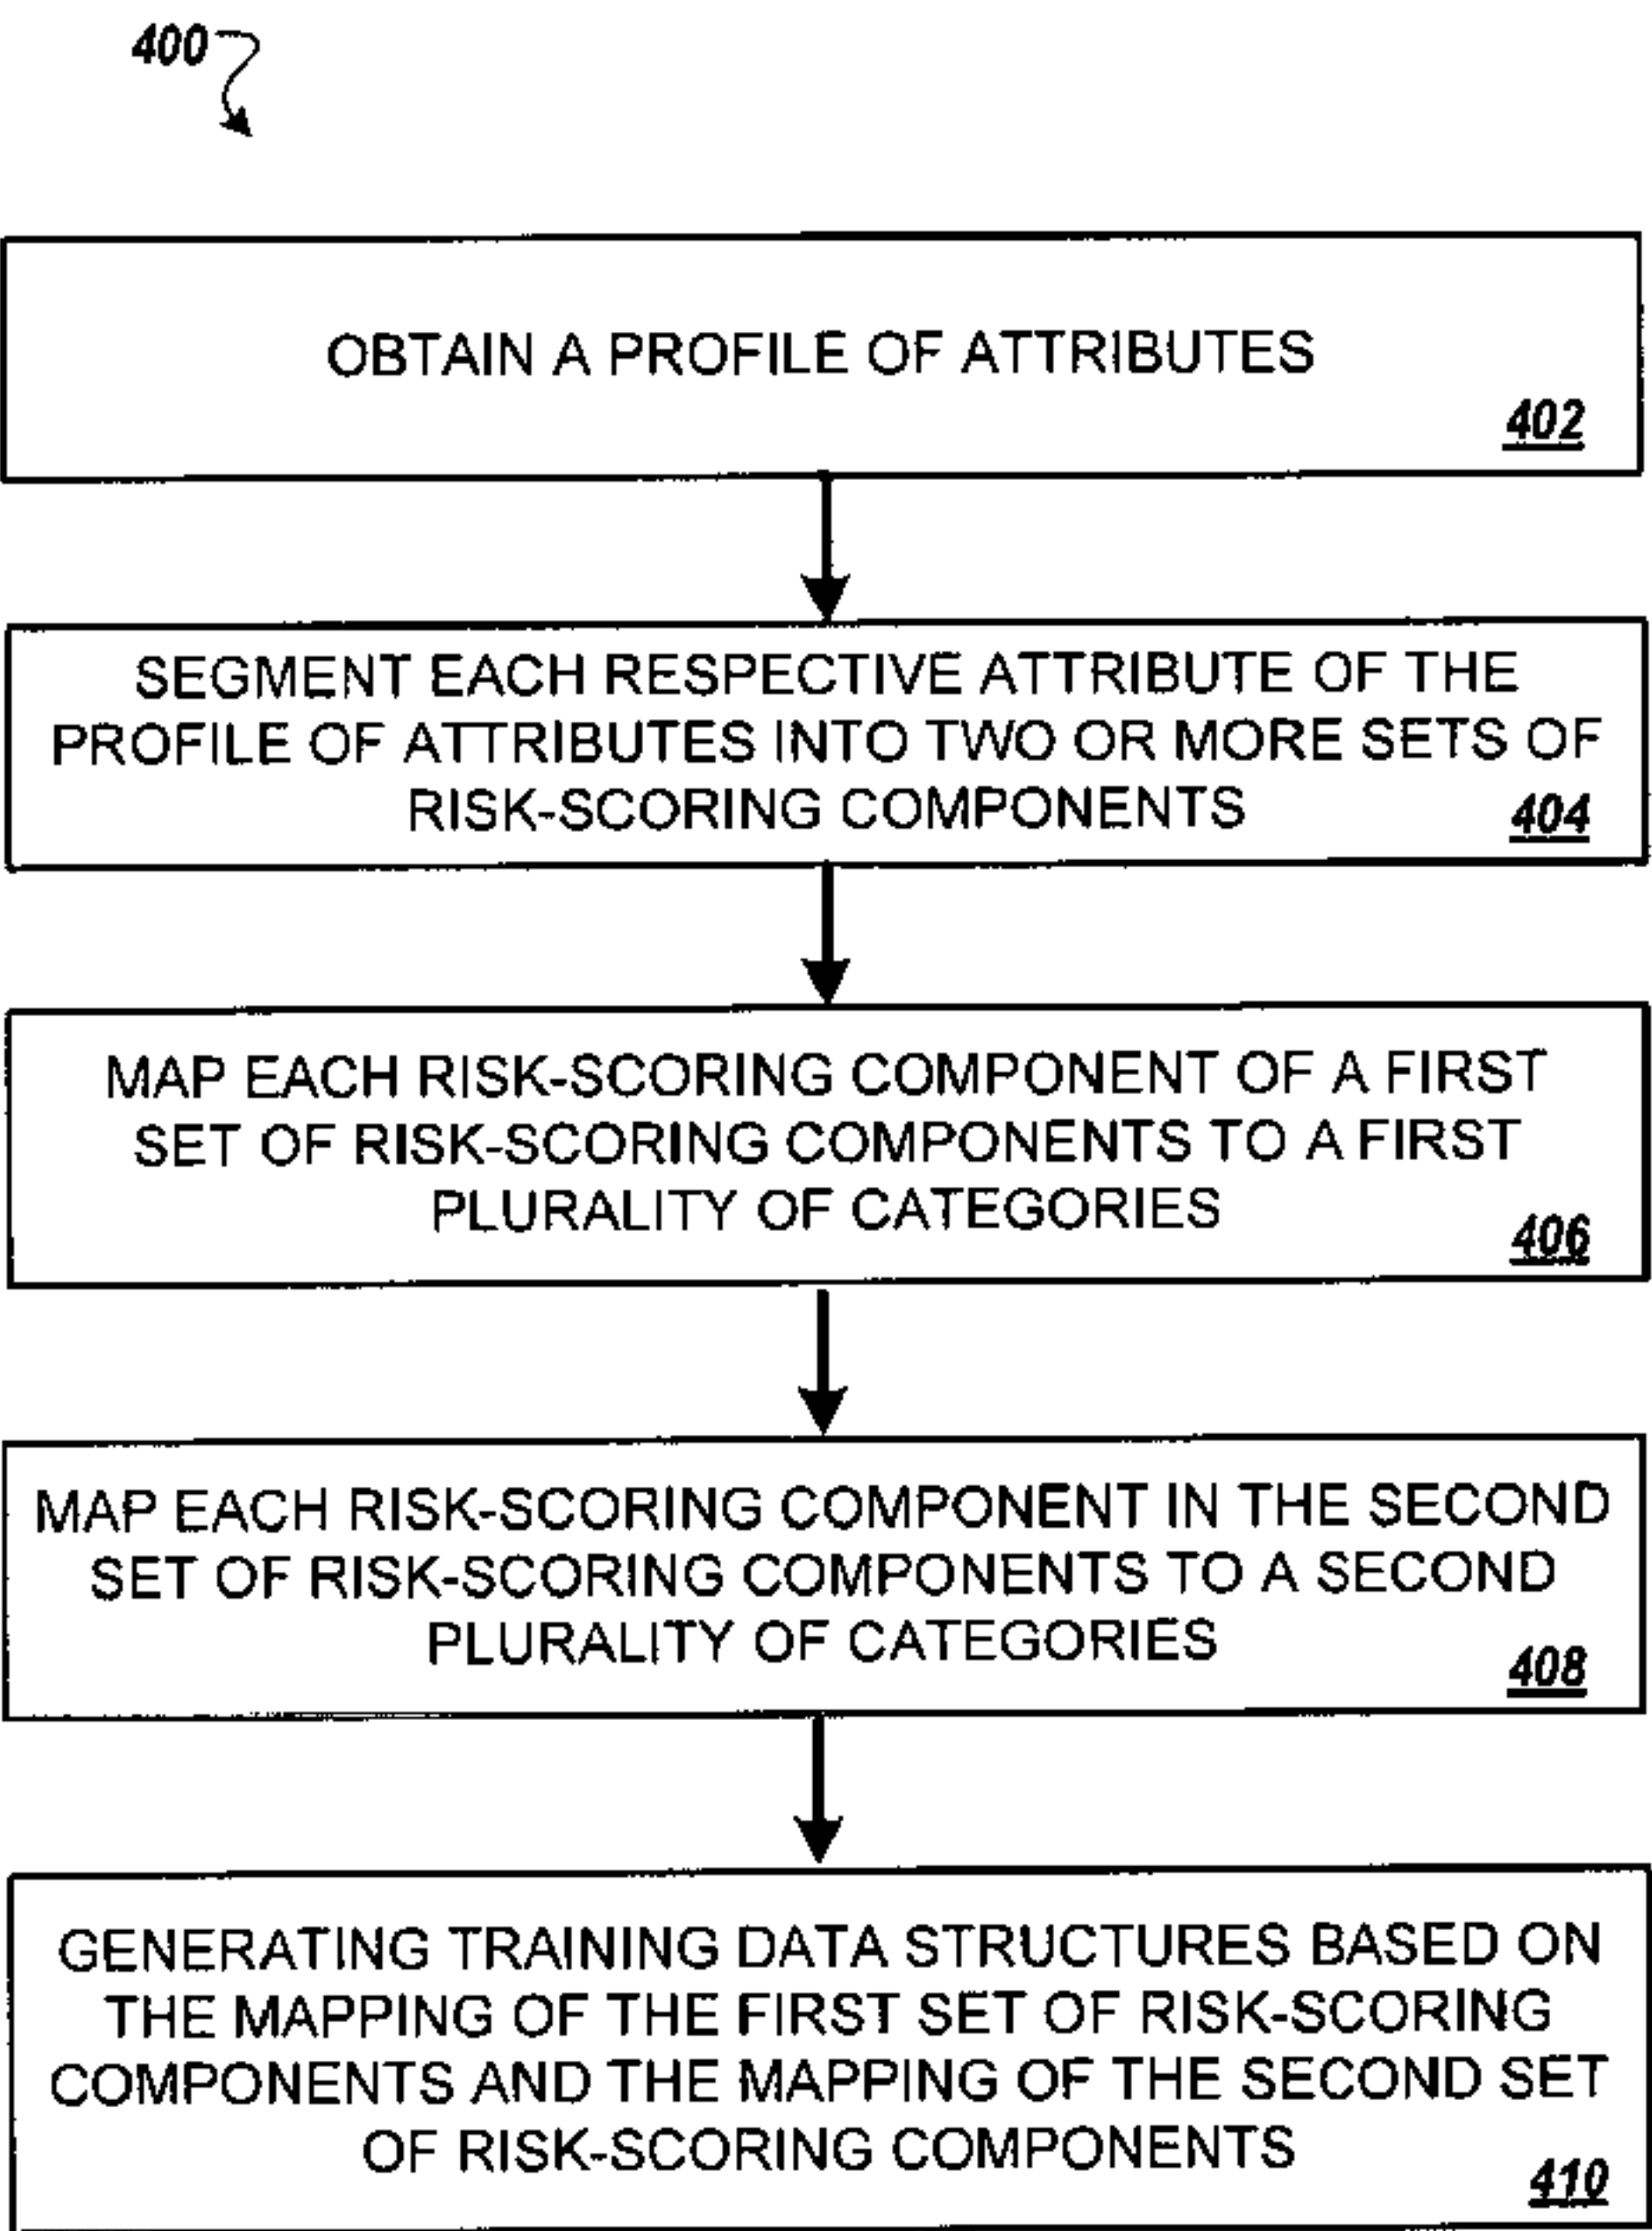 400
OBTAIN A PROFILE OF ATTRIBUTES
402
SEGMENT EACH RESPECTIVE ATTRIBUTE OF THE
PROFILE OF ATTRIBUTES INTO TWO OR MORE SETS OF
RISK-SCORING COMPONENTS
404
MAP EACH RISK-SCORING COMPONENT OF A FIRST
SET OF RISK-SCORING COMPONENTS TO A FIRST
PLURALITY OF CATEGORIES
406
MAP EACH RISK-SCORING COMPONENT IN THE SECOND
SET OF RISK-SCORING COMPONENTS TO A SECOND
PLURALITY OF CATEGORIES
408
GENERATING TRAINING DATA STRUCTURES BASED ON
THE MAPPING OF THE FIRST SET OF RISK-SCORING
COMPONENTS AND THE MAPPING OF THE SECOND SET
OF RISK-SCORING COMPONENTS
410